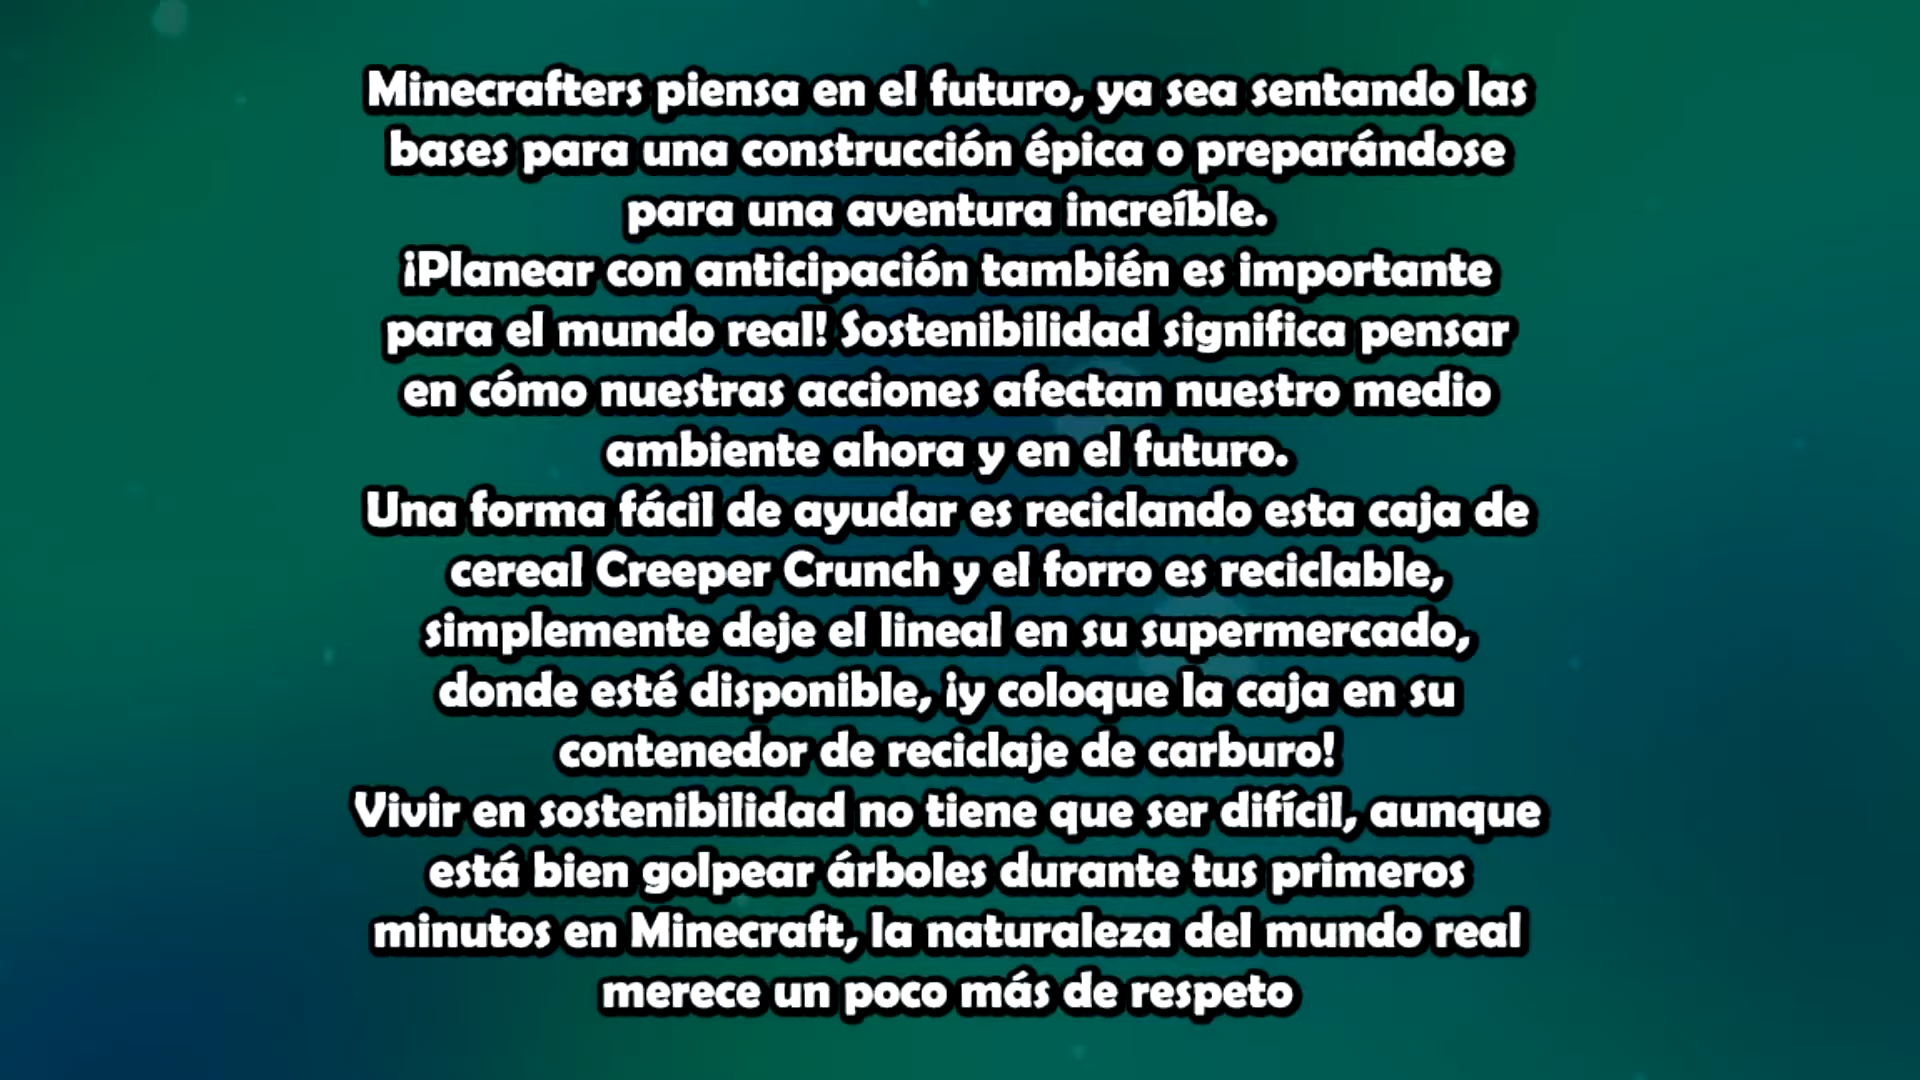 Minecrafters piensa en el futuro, ya sea sentando las
bases para una construcción épica o preparándose
para una aventura increíble.
¡Planear con anticipación también es importante
para el mundo real! Sostenibilidad significa pensar
en cómo nuestras acciones afectan nuestro medio
ambiente ahora y en el futuro.
Una forma fácil de ayudar es reciclando esta caja de
cereal Creeper Crunch y el forro es reciclable,
simplemente deje el lineal en su supermercado,
donde esté disponible, ¡y coloque la caja en su
contenedor de reciclaje de carburo!
Vivir en sostenibilidad no tiene que ser difícil, aunque
está bien golpear árboles durante tus primeros
minutos en Minecraft, la naturaleza del mundo real
merece un poco más de respeto